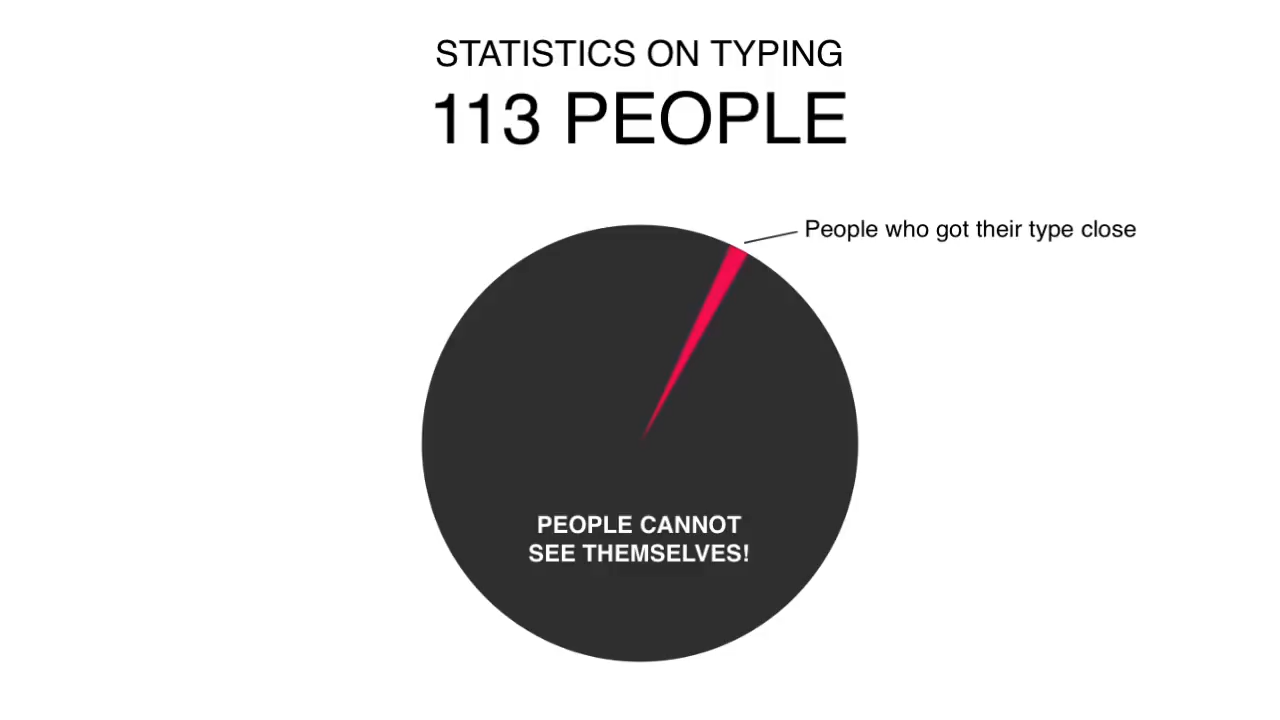 STATISTICS ON TYPING
113 PEOPLE
People who got their type close
PEOPLE CANNOT
SEE THEMSELVES!